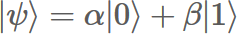 |ψ⟩ = α|0⟩ + β|1⟩